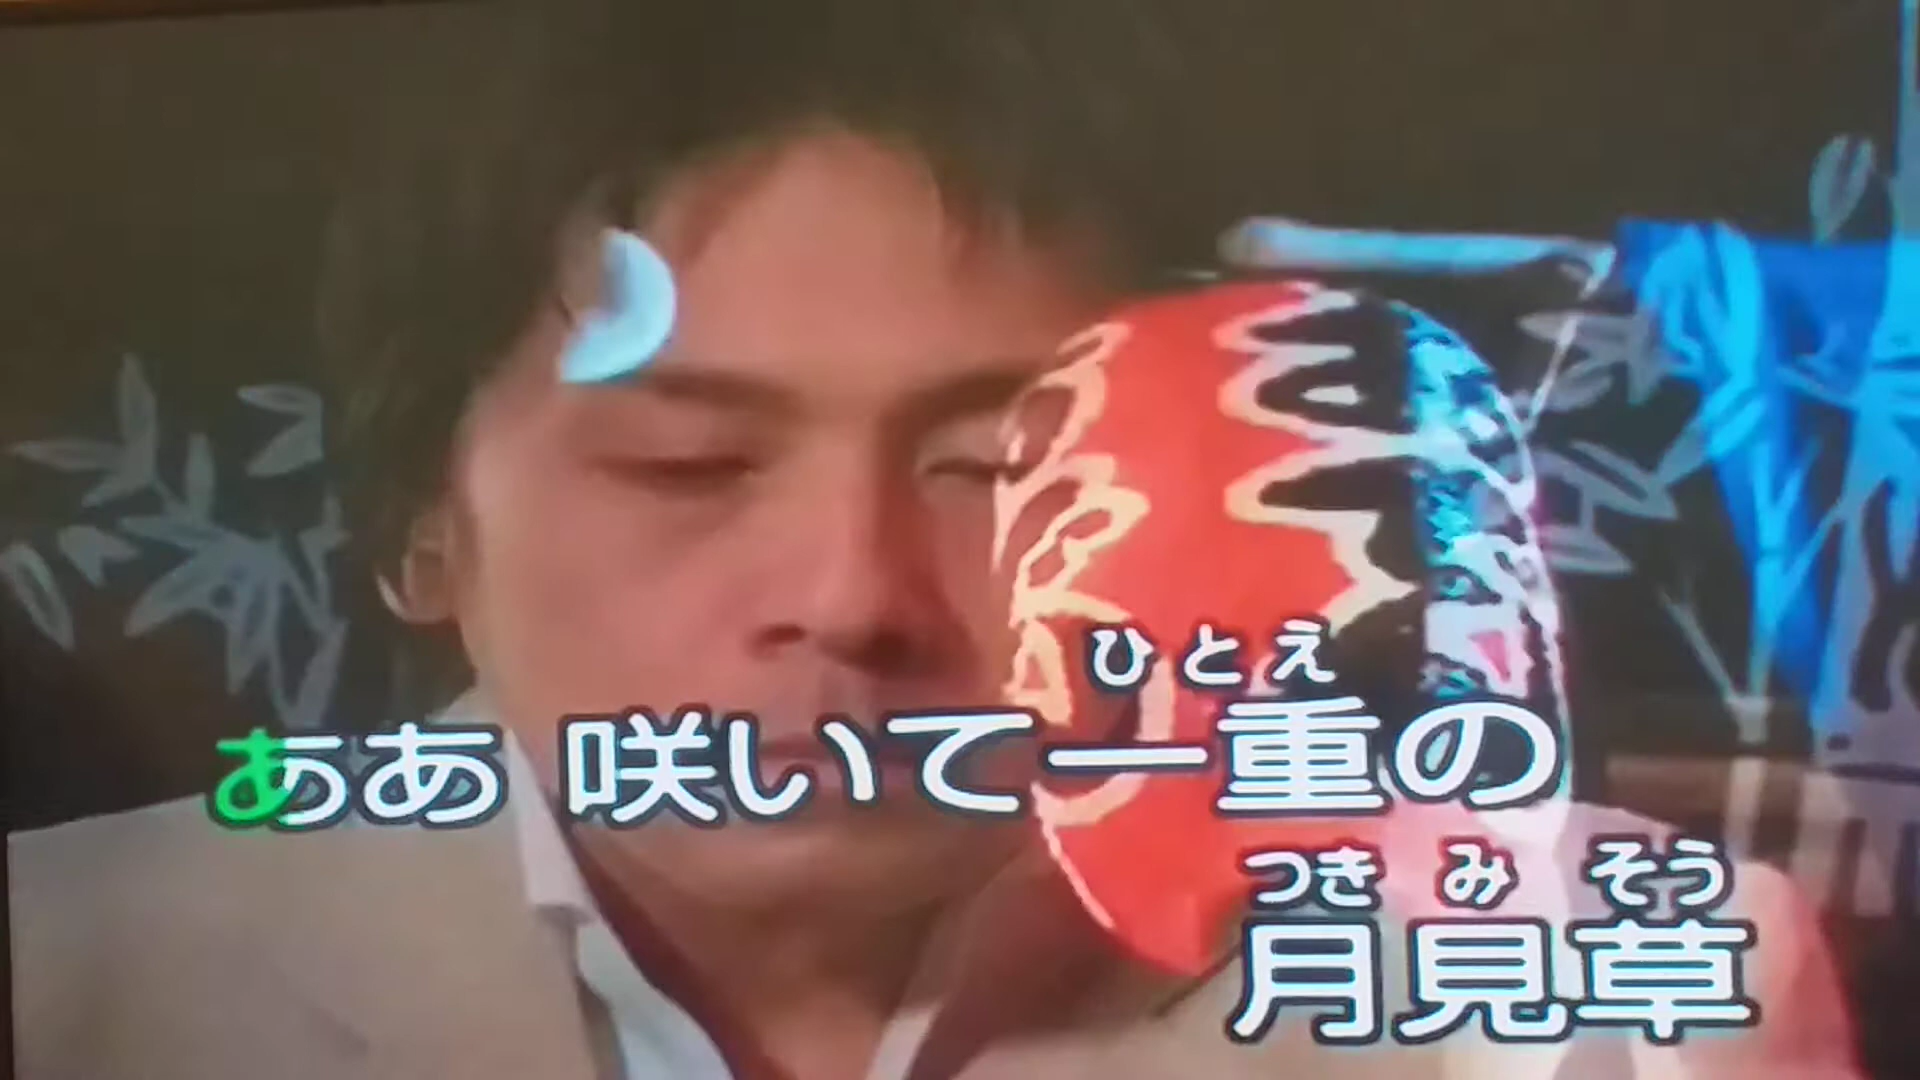 ひとえ
ああ 咲いて一重の
つき み そう
月見草